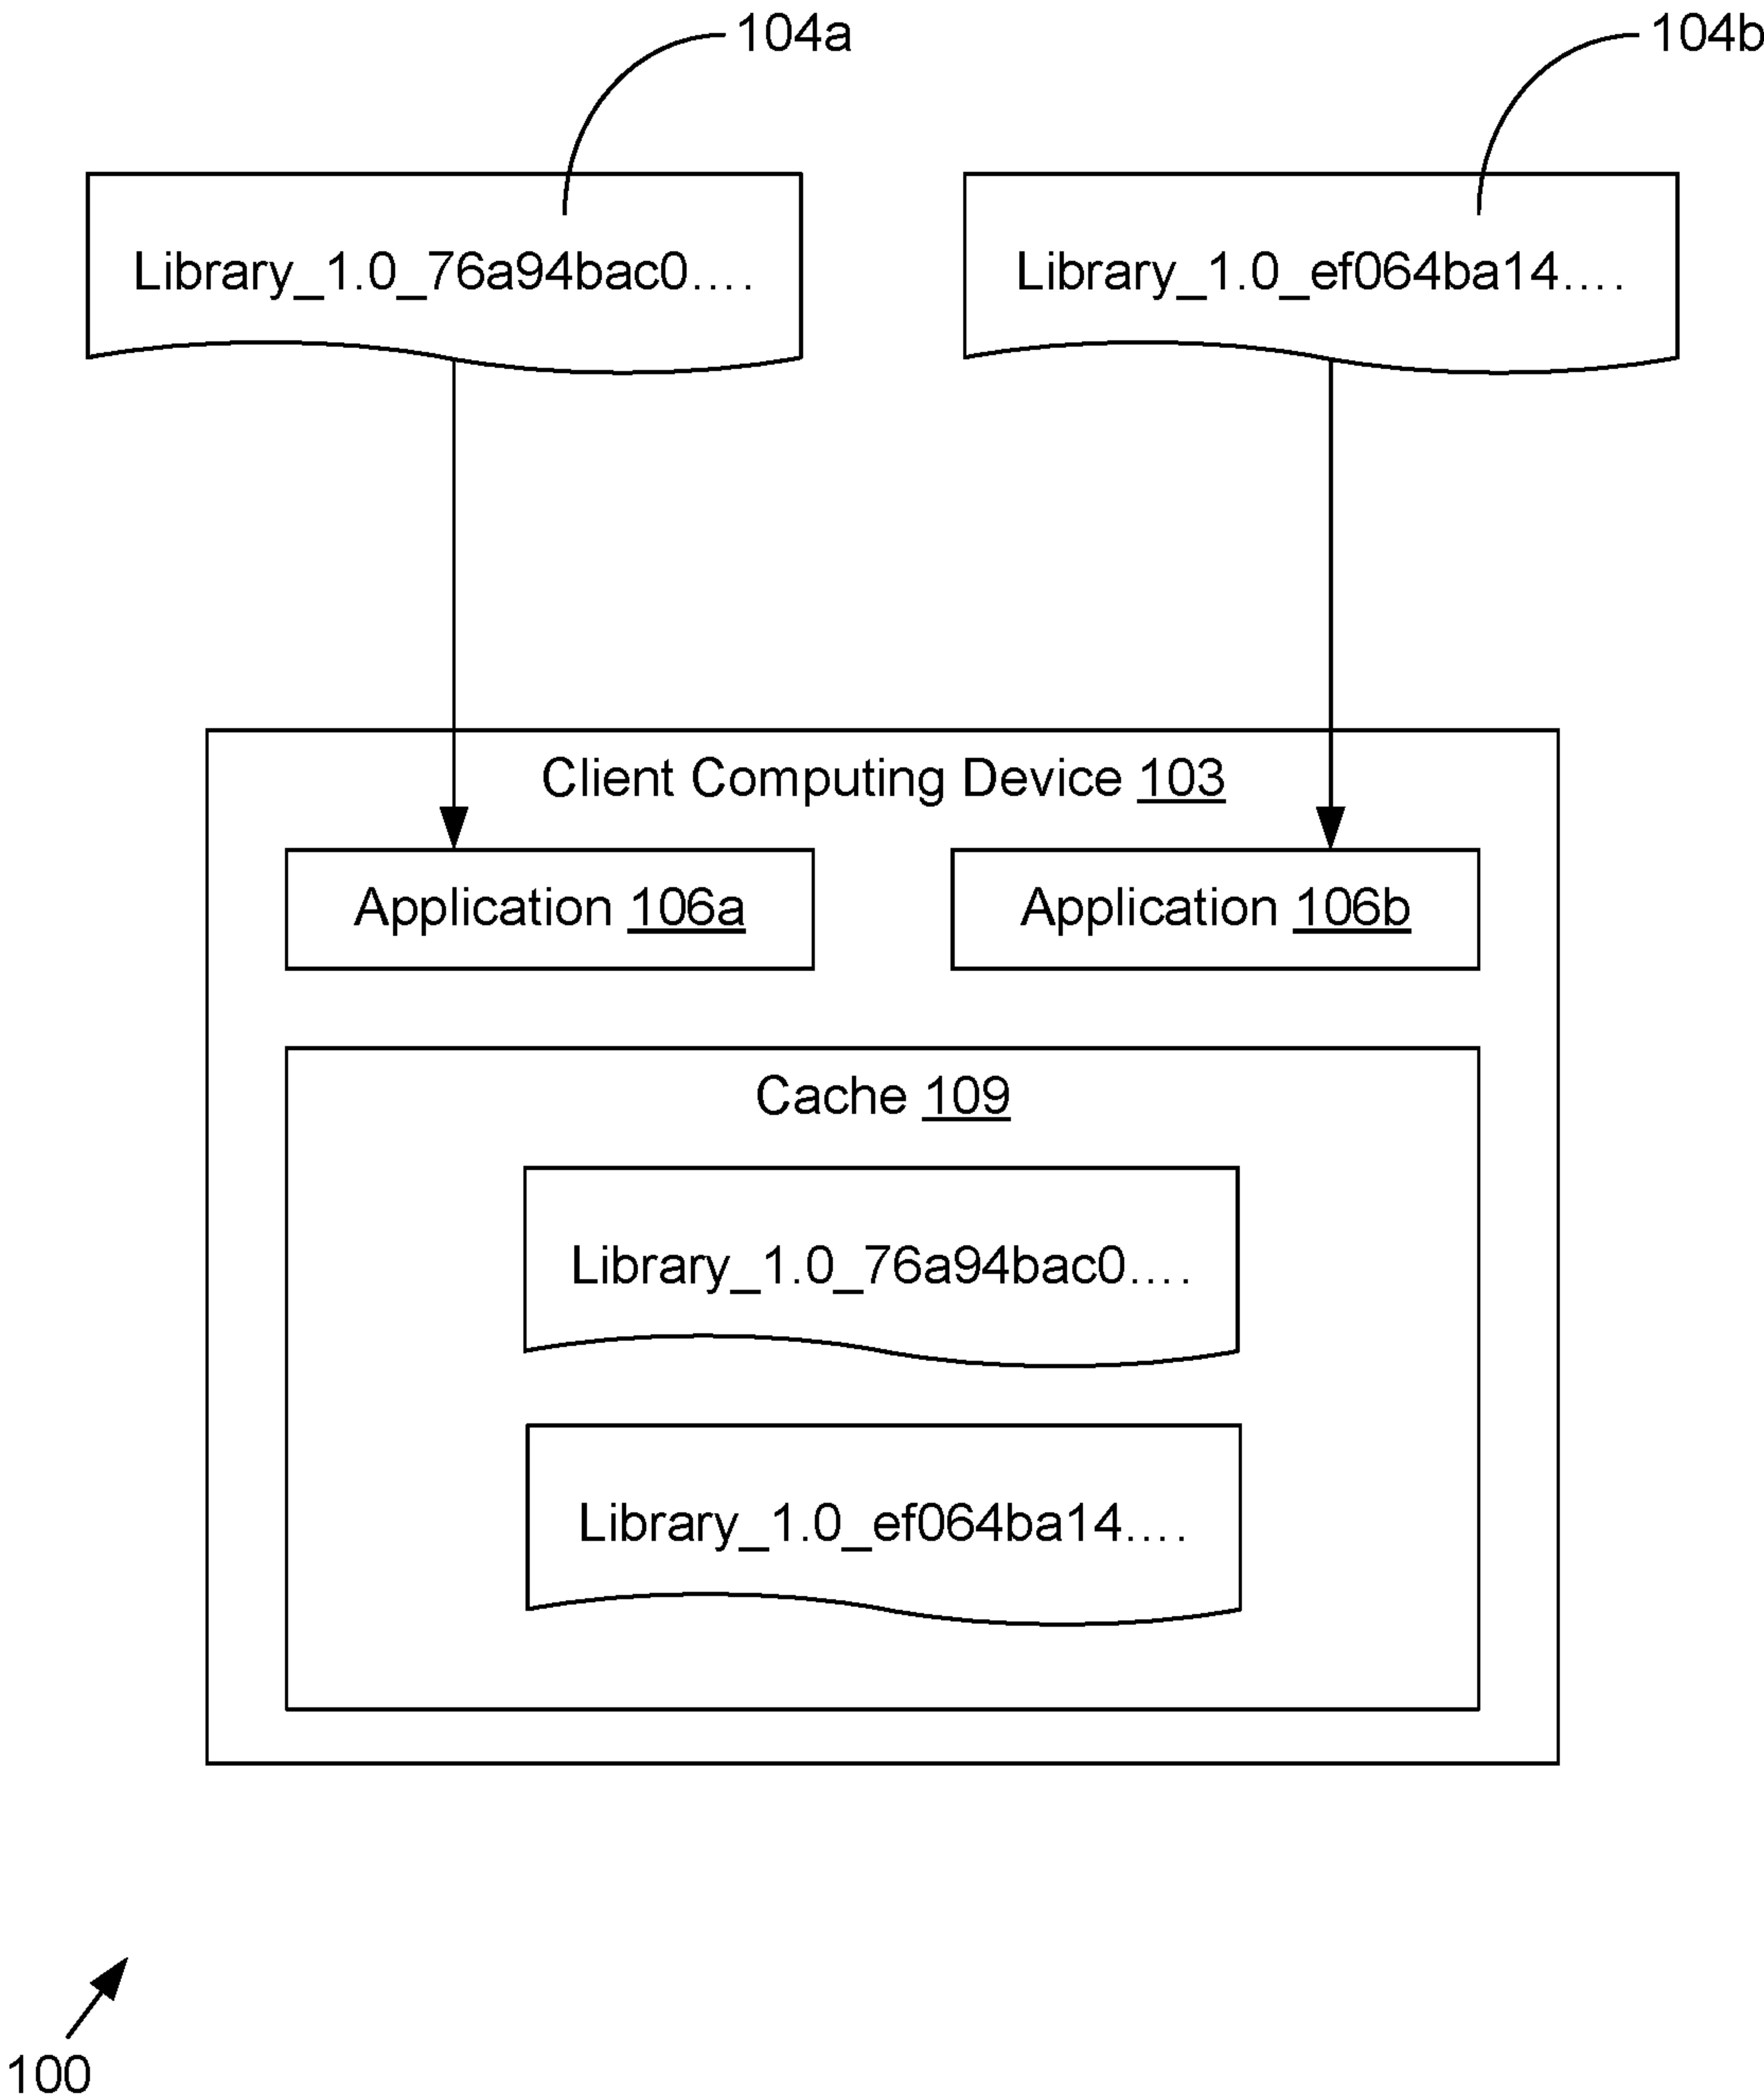 104a
104b
Library_1.0_76a94bac0....
Library_1.0_ef064ba14....
Client Computing Device 103
Application 106a
Application 106b
Cache 109
Library_1.0_76a94bac0....
Library_1.0_ef064ba14....
100